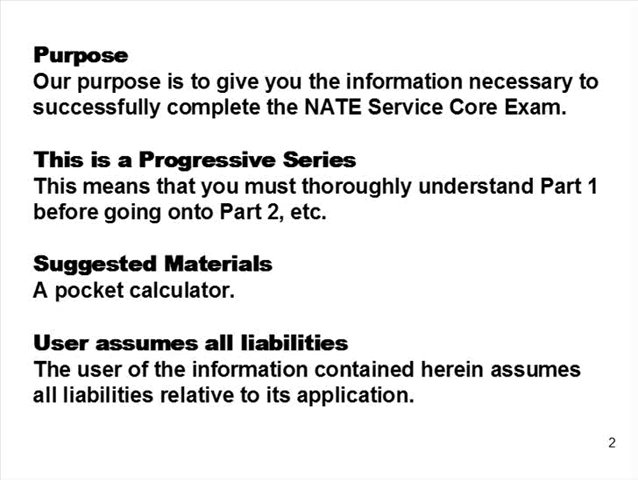 Purpose
Our purpose is to give you the information necessary to
successfully complete the NATE Service Core Exam.
This is a Progressive Series
This means that you must thoroughly understand Part 1
before going onto Part 2, etc.
Suggested Materials
A pocket calculator.
User assumes all liabilities
The user of the information contained herein assumes
all liabilities relative to its application.
2